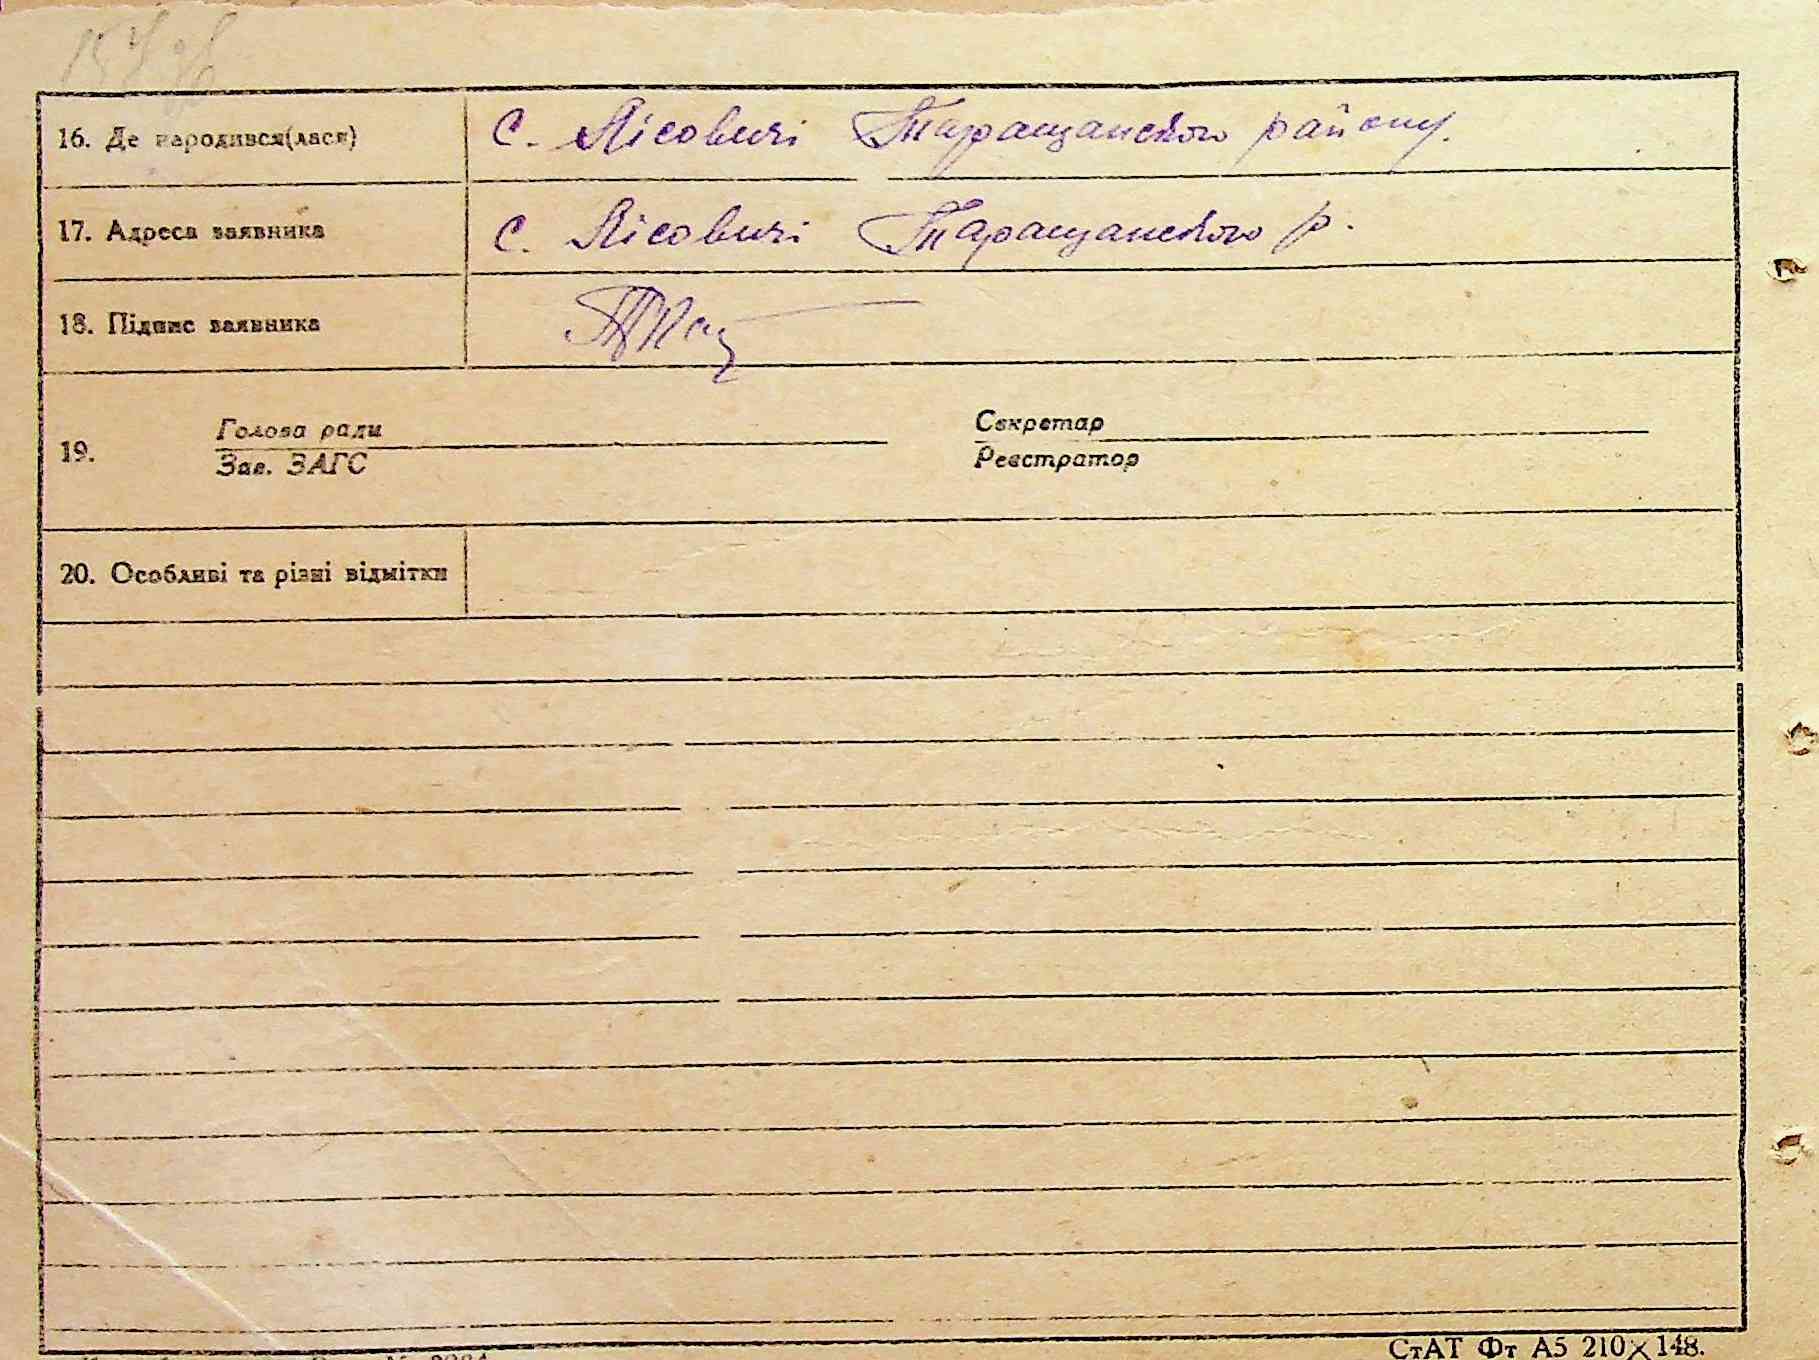 16. Де народився(лася) с. Лісовичі Таращанського району.
17. Адреса заявника с. Лісовичі Таращанського р.
18. Підпис заявника
19. Голова ради Секретар
Зав. ЗАГС Реєстратор
20. Особливі та різні відмітки
СтАТ Фт А5 210×148.